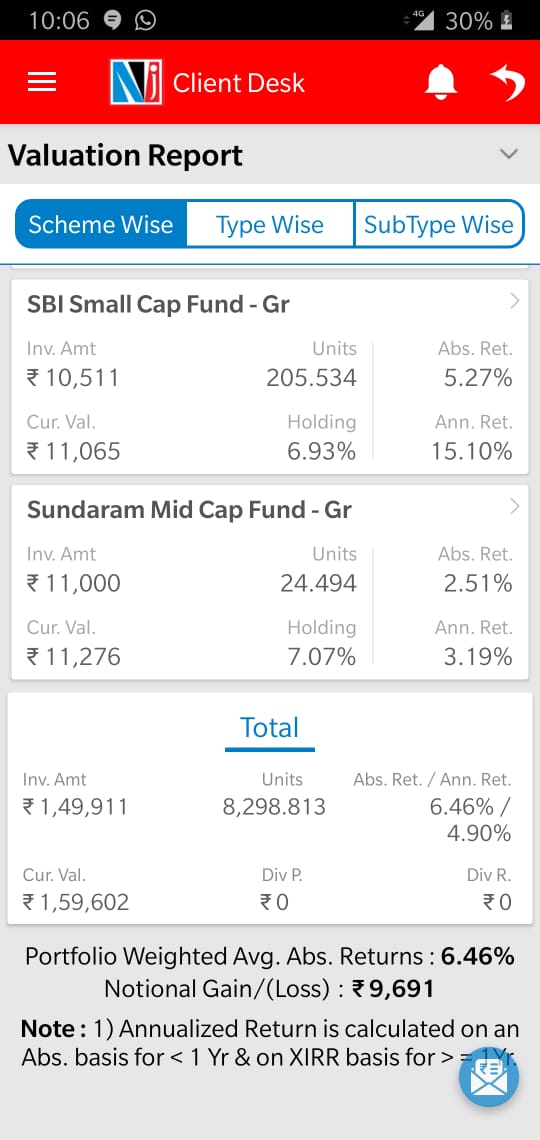 10:06 4G 30%
Nj Client Desk
Valuation Report
Scheme Wise Type Wise SubType Wise
SBI Small Cap Fund - Gr
Inv. Amt Units Abs. Ret.
₹ 10,511 205.534 5.27%
Cur. Val. Holding Ann. Ret.
₹ 11,065 6.93% 15.10%
Sundaram Mid Cap Fund - Gr
Inv. Amt Units Abs. Ret.
₹ 11,000 24.494 2.51%
Cur. Val. Holding Ann. Ret.
₹ 11,276 7.07% 3.19%
Total
Inv. Amt Units Abs. Ret. / Ann. Ret.
₹ 1,49,911 8,298.813 6.46% /
4.90%
Cur. Val. Div P. Div R.
₹ 1,59,602 ₹ 0 ₹ 0
Portfolio Weighted Avg. Abs. Returns : 6.46%
Notional Gain/(Loss) : ₹ 9,691
Note : 1) Annualized Return is calculated on an
Abs. basis for < 1 Yr & on XIRR basis for > = 1Yr.